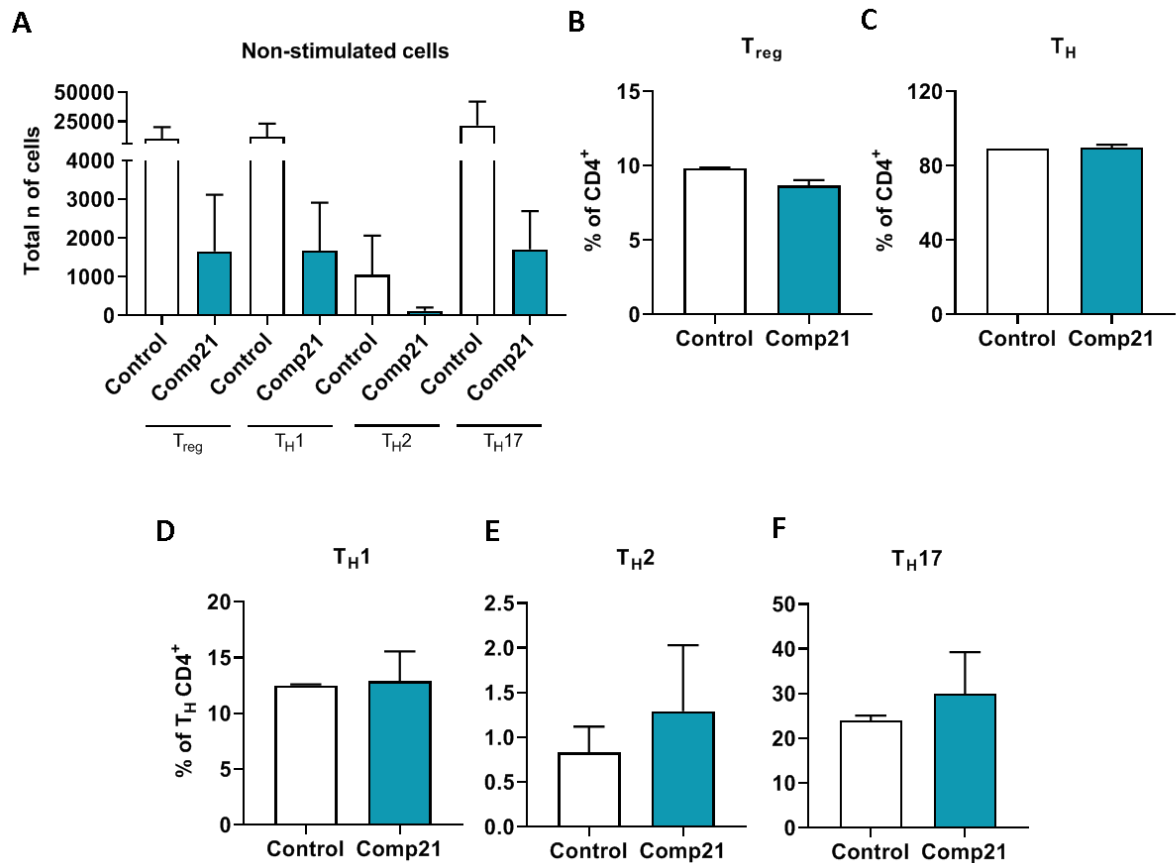 A
Non-stimulated cells
Total n of cells
50000
25000
4000
3000
2000
1000
0
Control
Comp21
Control
Comp21
Control
Comp21
Control
Comp21
Treg
TH1
TH2
TH17
B
Treg
% of CD4+
15
10
5
0
Control Comp21
C
TH
% of CD4+
120
80
40
0
Control Comp21
D
TH1
% of TH CD4+
20
15
10
5
0
Control Comp21
E
TH2
2.5
2.0
1.5
1.0
0.5
0.0
Control Comp21
F
TH17
50
40
30
20
10
0
Control Comp21